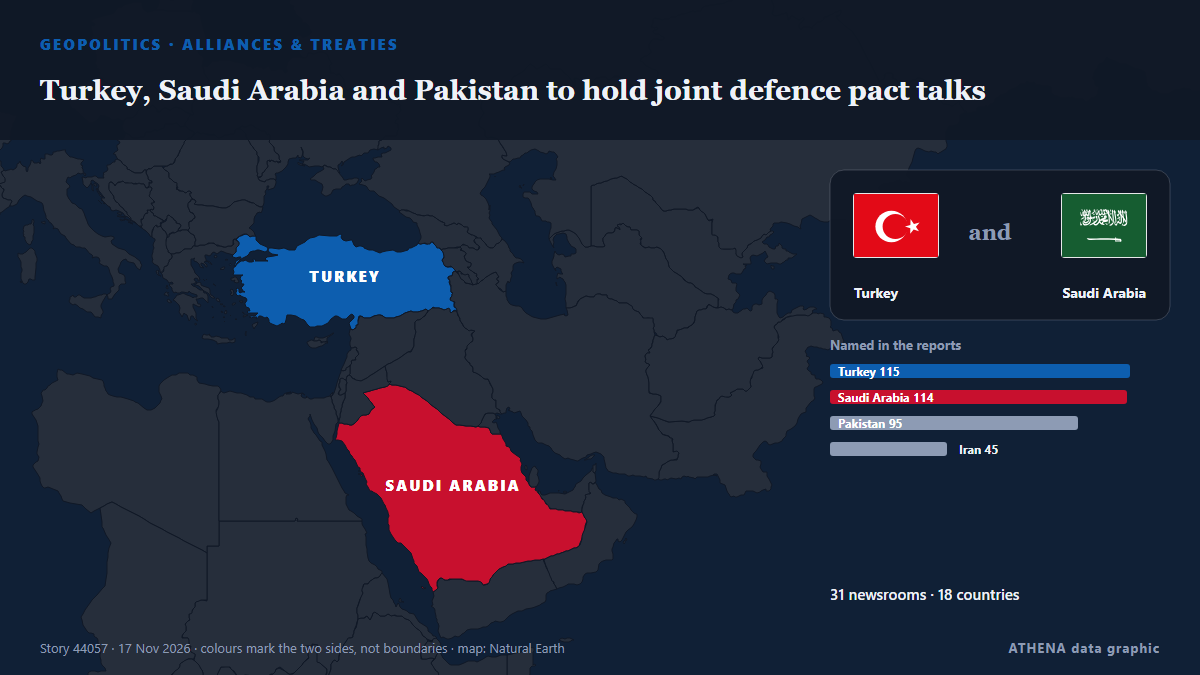 GEOPOLITICS · ALLIANCES & TREATIES
Turkey, Saudi Arabia and Pakistan to hold joint defence pact talks
TURKEY
SAUDI ARABIA
and
Turkey
Saudi Arabia
Named in the reports
Turkey 115
Saudi Arabia 114
Pakistan 95
Iran 45
31 newsrooms · 18 countries
Story 44057 · 17 Nov 2026 · colours mark the two sides, not boundaries · map: Natural Earth
ATHENA data graphic